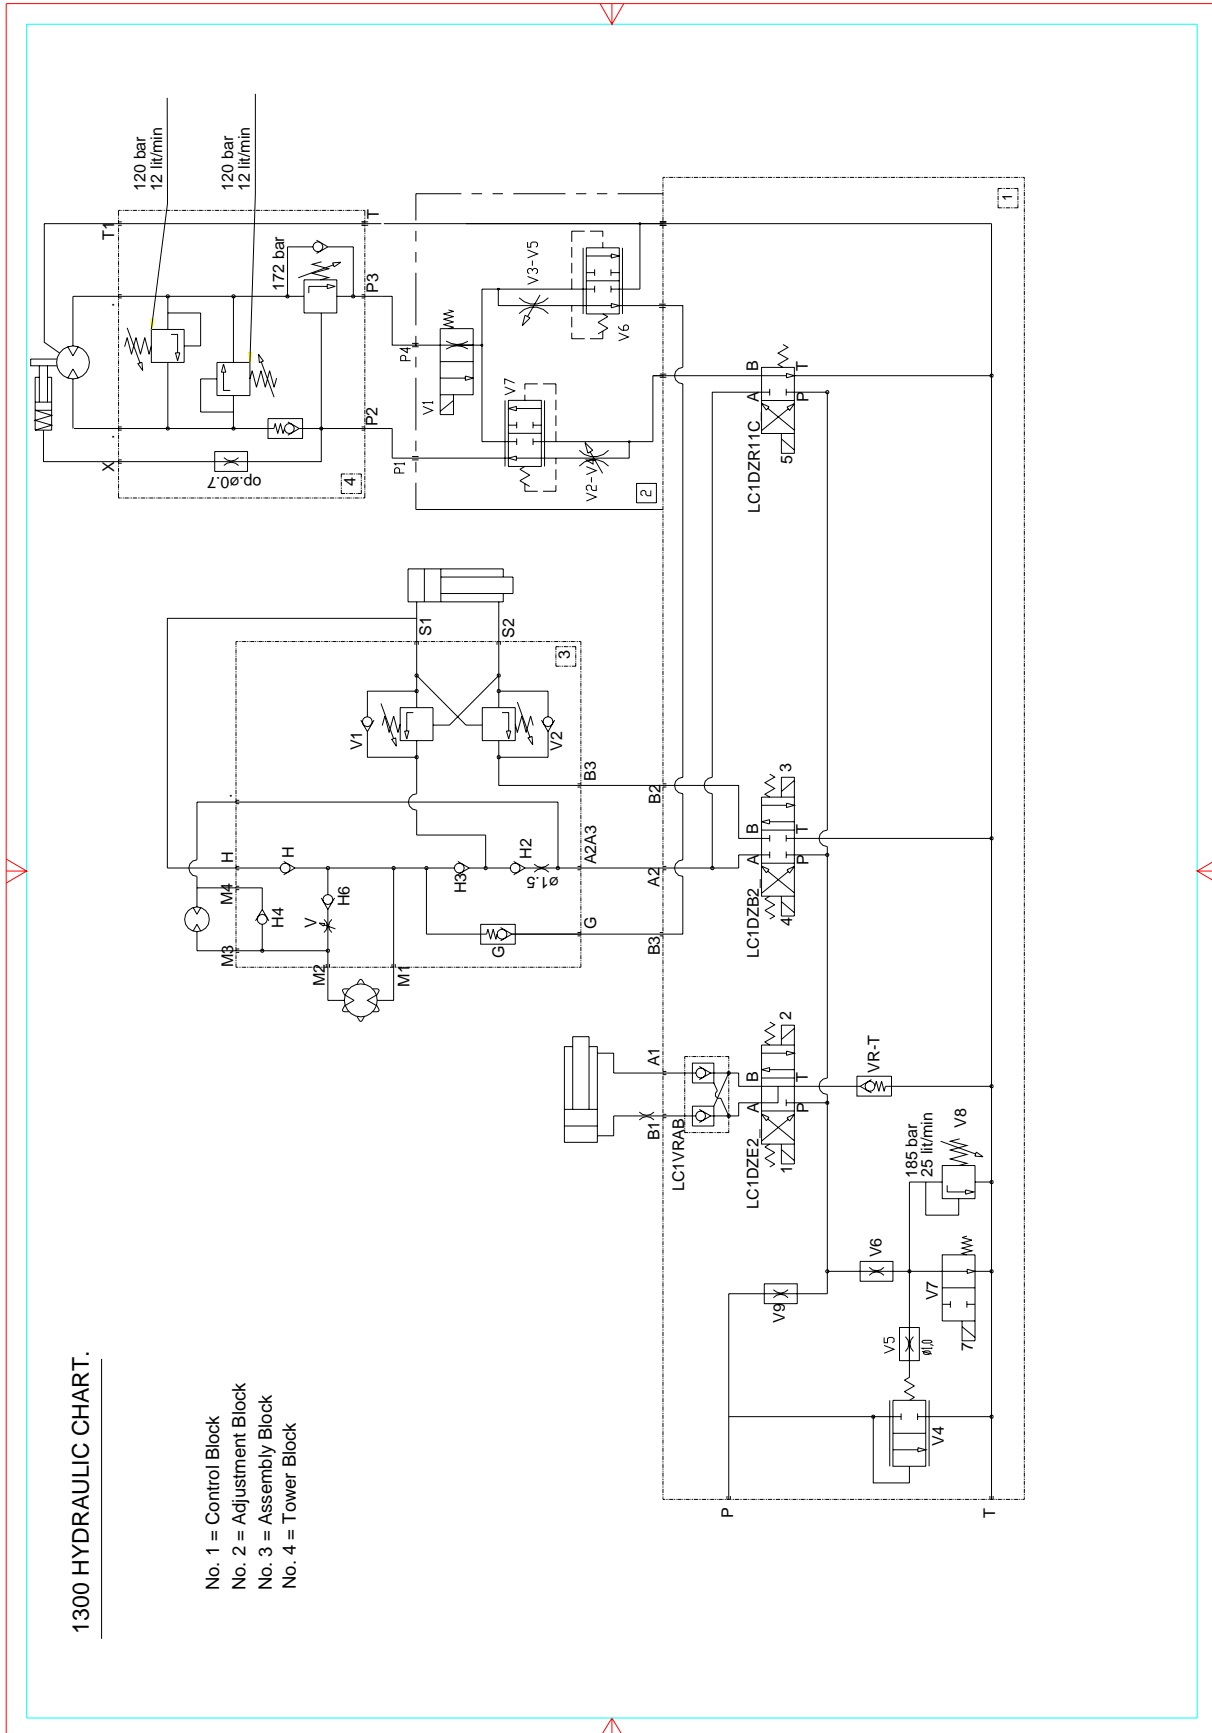 1300 HYDRAULIC CHART.
No. 1 = Control Block
No. 2 = Adjustment Block
No. 3 = Assembly Block
No. 4 = Tower Block
120 bar
12 lit/min
120 bar
12 lit/min
T1
T
172 bar
P3
P2
X
op.ø0.7
4
P4
P1
V1
V7
V3-V5
V6
V2-V4
2
1
S1
S2
3
V1
V2
B3
B2
H
H
M4
M3
H4
H6
V
H3
H2
ø1.5
A2A3
A2
G
G
B3
M2
M1
A1
B1
LC1VRAB
LC1DZE2_
A
B
P
T
1
2
LC1DZB2_
A
B
P
T
4
3
LC1DZR11C
A
B
P
T
5
VR-T
185 bar
25 lit/min
V8
V6
V9
V7
7
V5
ø1,0
V4
P
T